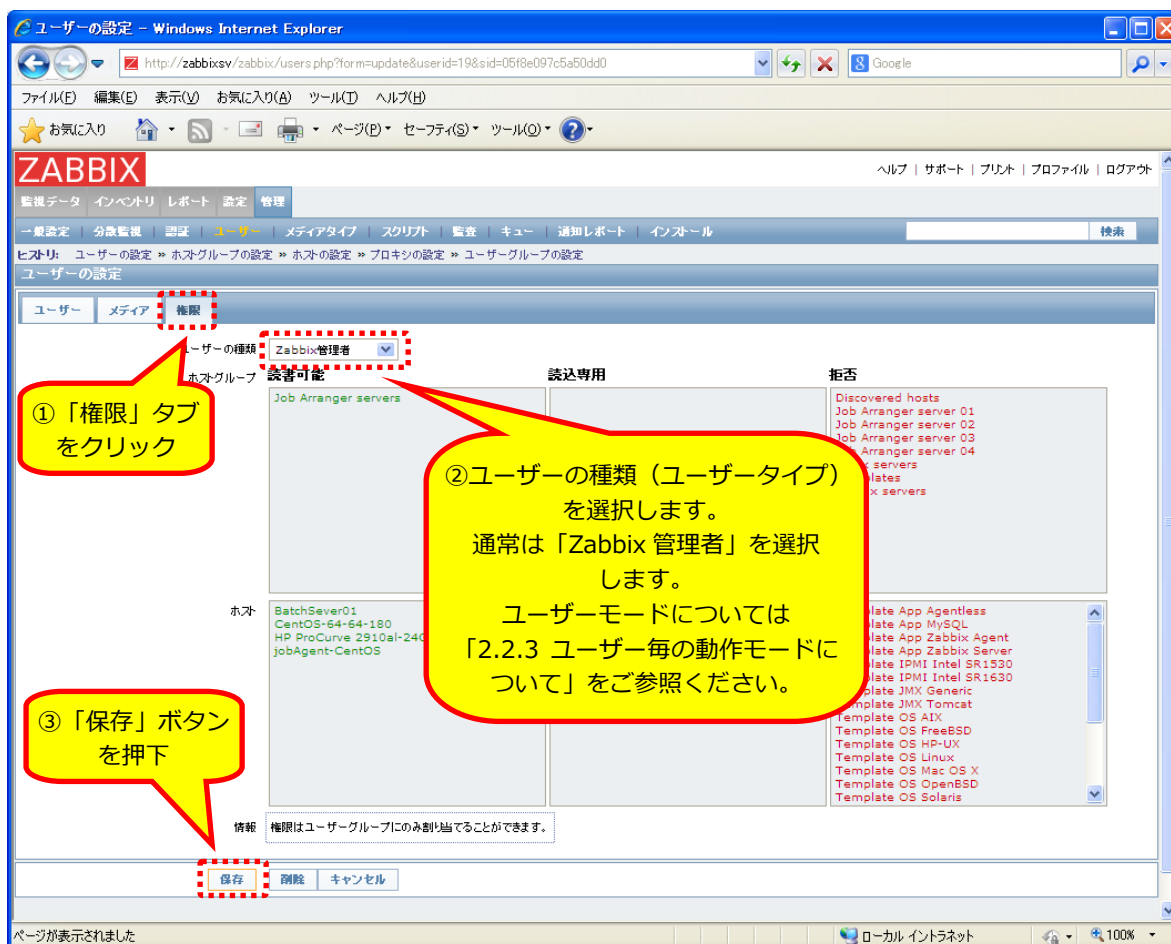 ユーザーの設定 - Windows Internet Explorer
http://zabbixsv/zabbix/users.php?form=update&userid=19&sid=05f8e097c5a50dd0
Google
ファイル(F) 編集(E) 表示(V) お気に入り(A) ツール(T) ヘルプ(H)
お気に入り ページ(P) セーフティ(S) ツール(O)
ZABBIX
ヘルプ | サポート | プリント | プロファイル | ログアウト
監視データ インベントリ レポート 設定 管理
一般設定 | 分散監視 | 認証 | ユーザー | メディアタイプ | スクリプト | 監査 | キュー | 通知レポート | インストール 検索
ヒストリ: ユーザーの設定 » ホストグループの設定 » ホストの設定 » プロキシの設定 » ユーザーグループの設定
ユーザーの設定
ユーザー メディア 権限
ユーザーの種類 Zabbix管理者
ホストグループ 読書可能 読込専用 拒否
Job Arranger servers
Discovered hosts
Job Arranger server 01
Job Arranger server 02
Job Arranger server 03
Arranger server 04
servers
lates
x servers
①「権限」タブ
をクリック
②ユーザーの種類（ユーザータイプ）
を選択します。
通常は「Zabbix 管理者」を選択
します。
ユーザーモードについては
「2.2.3 ユーザー毎の動作モードに
ついて」をご参照ください。
ホスト
BatchSever01
CentOS-64-64-180
HP ProCurve 2910al-24G
jobAgent-CentOS
late App Agentless
late App MySQL
late App Zabbix Agent
late App Zabbix Server
late IPMI Intel SR1530
late IPMI Intel SR1630
plate JMX Generic
mplate JMX Tomcat
Template OS AIX
Template OS FreeBSD
Template OS HP-UX
Template OS Linux
Template OS Mac OS X
Template OS OpenBSD
Template OS Solaris
③「保存」ボタン
を押下
情報 権限はユーザーグループにのみ割り当てることができます。
保存 削除 キャンセル
ページが表示されました ローカル イントラネット 100%